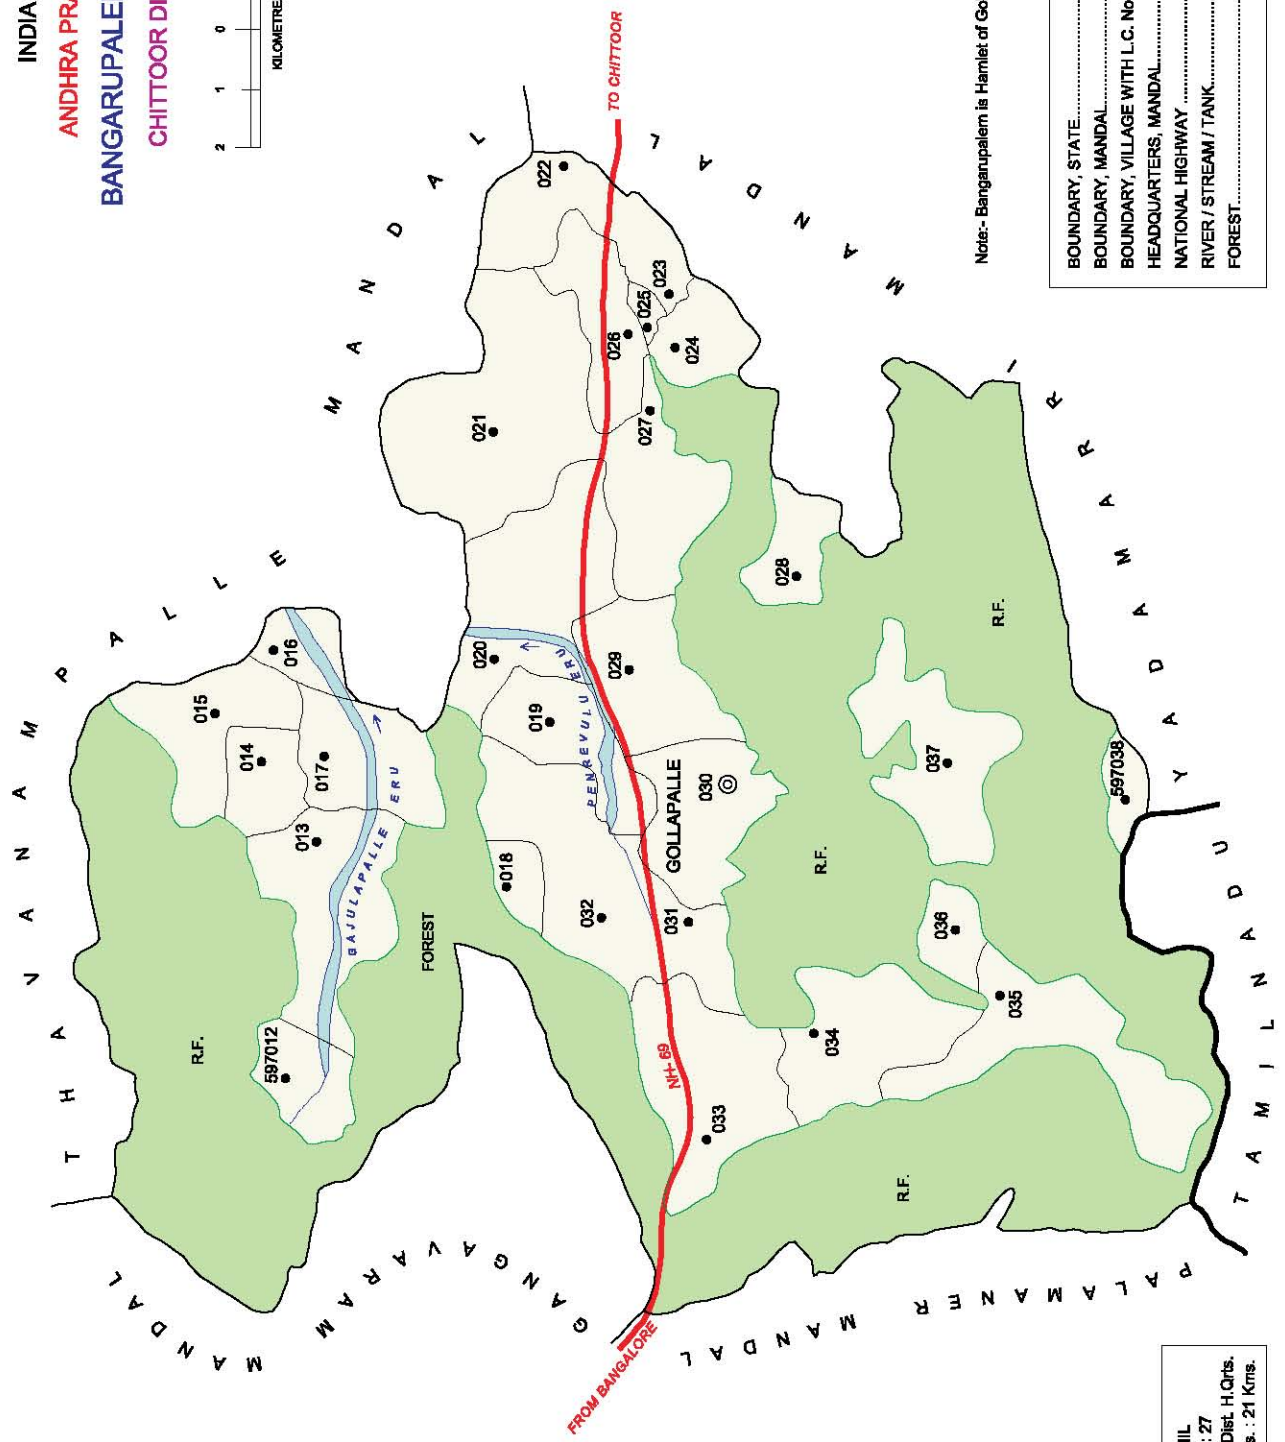 INDIA
ANDHRA PRA
BANGARUPALE
CHITTOOR DI
2 1 0
KILOMETRE
THAVANAMPALLE MANDAL
MANDAL
YADAMARRI
TAMIL NADU
PALAMANER MANDAL
GANGAVARAM MANDAL
FROM BANGALORE
NH- 69
TO CHITTOOR
R.F.
FOREST
R.F.
R.F.
R.F.
BAJULAPALLE ERU
PENREVULU ERU
GOLLAPALLE
597012
013
014
015
016
017
018
019
020
021
022
023
024
025
026
027
028
029
030
031
032
033
034
035
036
037
597038
Note:- Bangarupalem is Hamlet of Go
BOUNDARY, STATE
BOUNDARY, MANDAL
BOUNDARY, VILLAGE WITH L.C. No
HEADQUARTERS, MANDAL
NATIONAL HIGHWAY
RIVER / STREAM / TANK
FOREST
: 27
Dist. H.Qrts.
s. : 21 Kms.